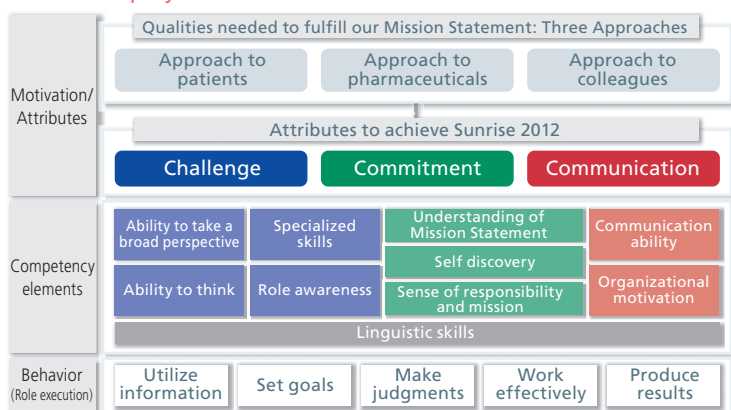 Qualities needed to fulfill our Mission Statement: Three Approaches
Motivation/
Attributes
Approach to
patients
Approach to
pharmaceuticals
Approach to
colleagues
Attributes to achieve Sunrise 2012
Challenge
Commitment
Communication
Competency
elements
Ability to take a
broad perspective
Specialized
skills
Understanding of
Mission Statement
Communication
ability
Self discovery
Ability to think
Role awareness
Sense of responsibility
and mission
Organizational
motivation
Linguistic skills
Behavior
(Role execution)
Utilize
information
Set goals
Make
judgments
Work
effectively
Produce
results